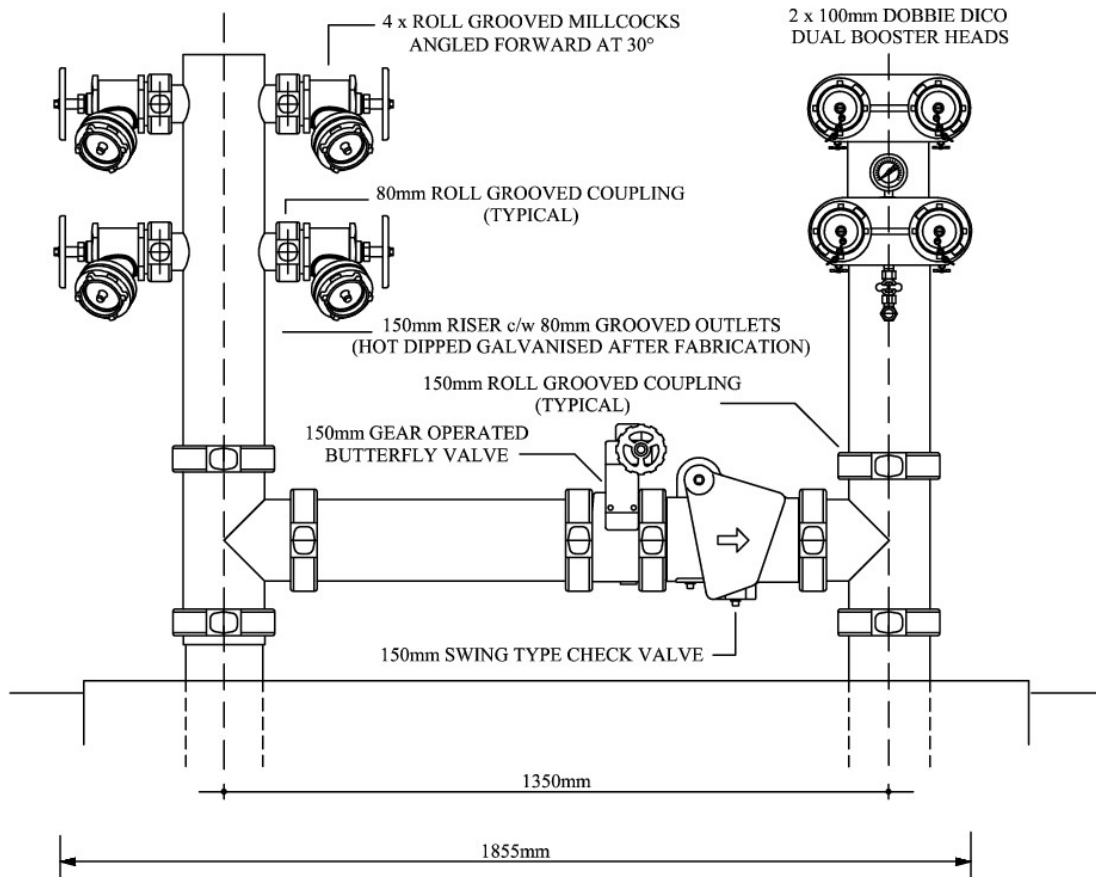 4 x ROLL GROOVED MILLCOCKS
ANGLED FORWARD AT 30°
2 x 100mm DOBBIE DICO
DUAL BOOSTER HEADS
80mm ROLL GROOVED COUPLING
(TYPICAL)
150mm RISER c/w 80mm GROOVED OUTLETS
(HOT DIPPED GALVANISED AFTER FABRICATION)
150mm ROLL GROOVED COUPLING
(TYPICAL)
150mm GEAR OPERATED
BUTTERFLY VALVE
150mm SWING TYPE CHECK VALVE
1350mm
1855mm